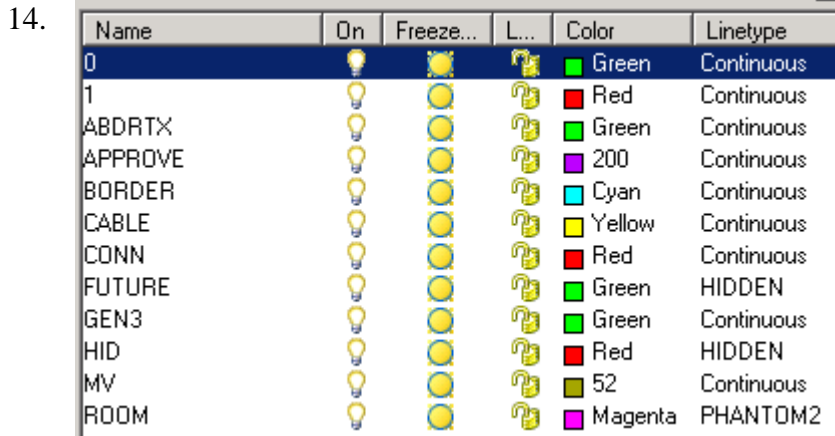 14.
Name On Freeze... L... Color Linetype
0 Green Continuous
1 Red Continuous
ABDRTX Green Continuous
APPROVE 200 Continuous
BORDER Cyan Continuous
CABLE Yellow Continuous
CONN Red Continuous
FUTURE Green HIDDEN
GEN3 Green Continuous
HID Red HIDDEN
MV 52 Continuous
ROOM Magenta PHANTOM2